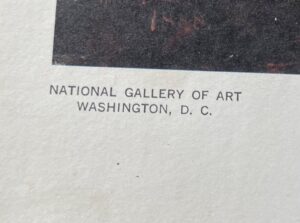 NATIONAL GALLERY OF ART
WASHINGTON, D. C.